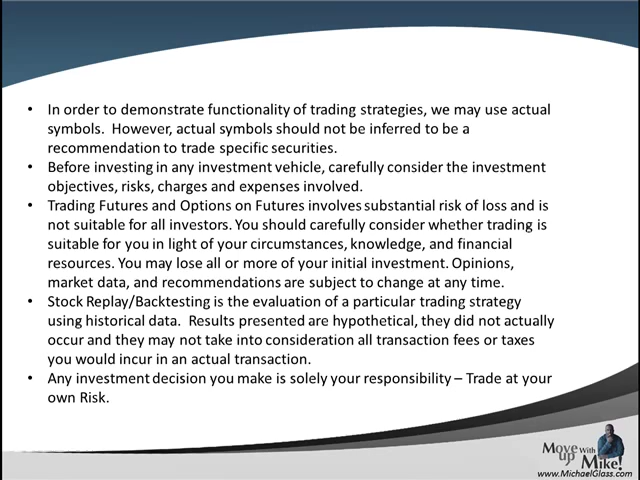 • In order to demonstrate functionality of trading strategies, we may use actual
symbols.  However, actual symbols should not be inferred to be a
recommendation to trade specific securities.
• Before investing in any investment vehicle, carefully consider the investment
objectives, risks, charges and expenses involved.
• Trading Futures and Options on Futures involves substantial risk of loss and is
not suitable for all investors. You should carefully consider whether trading is
suitable for you in light of your circumstances, knowledge, and financial
resources. You may lose all or more of your initial investment. Opinions,
market data, and recommendations are subject to change at any time.
• Stock Replay/Backtesting is the evaluation of a particular trading strategy
using historical data.  Results presented are hypothetical, they did not actually
occur and they may not take into consideration all transaction fees or taxes
you would incur in an actual transaction.
• Any investment decision you make is solely your responsibility – Trade at your
own Risk.
Move up With Mike!
www.MichaelGlass.com